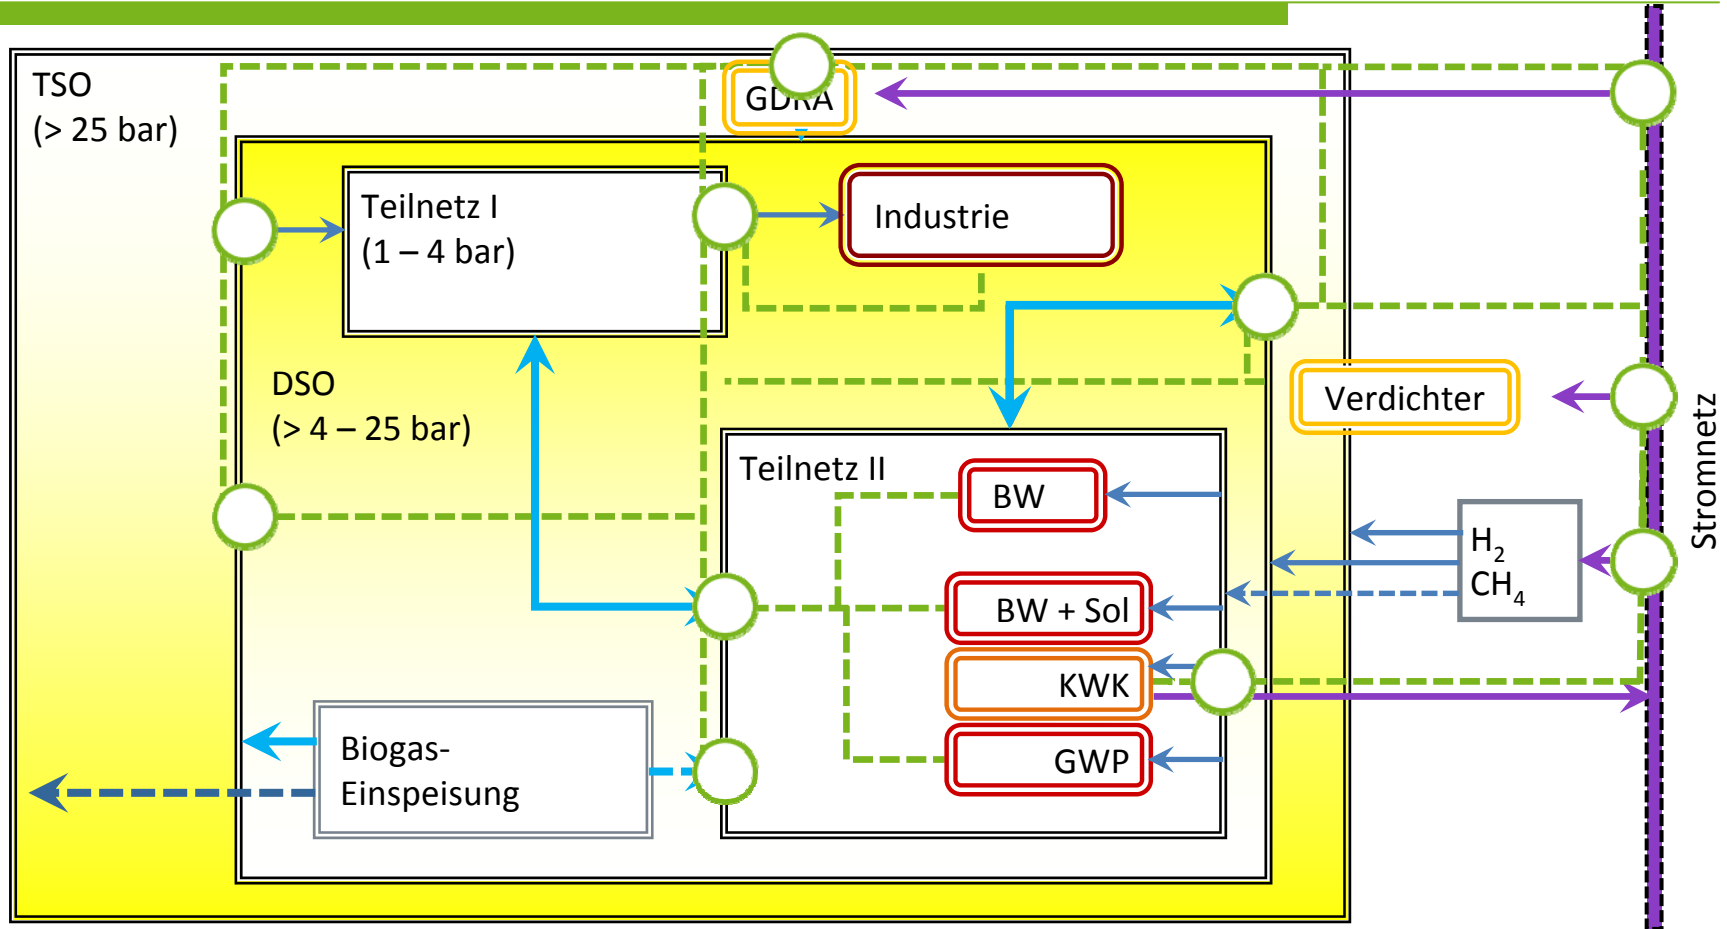 TSO
(> 25 bar)
GDRA
Teilnetz I
(1 – 4 bar)
Industrie
DSO
(> 4 – 25 bar)
Verdichter
Stromnetz
Teilnetz II
BW
H₂
CH₄
BW + Sol
KWK
GWP
Biogas-
Einspeisung